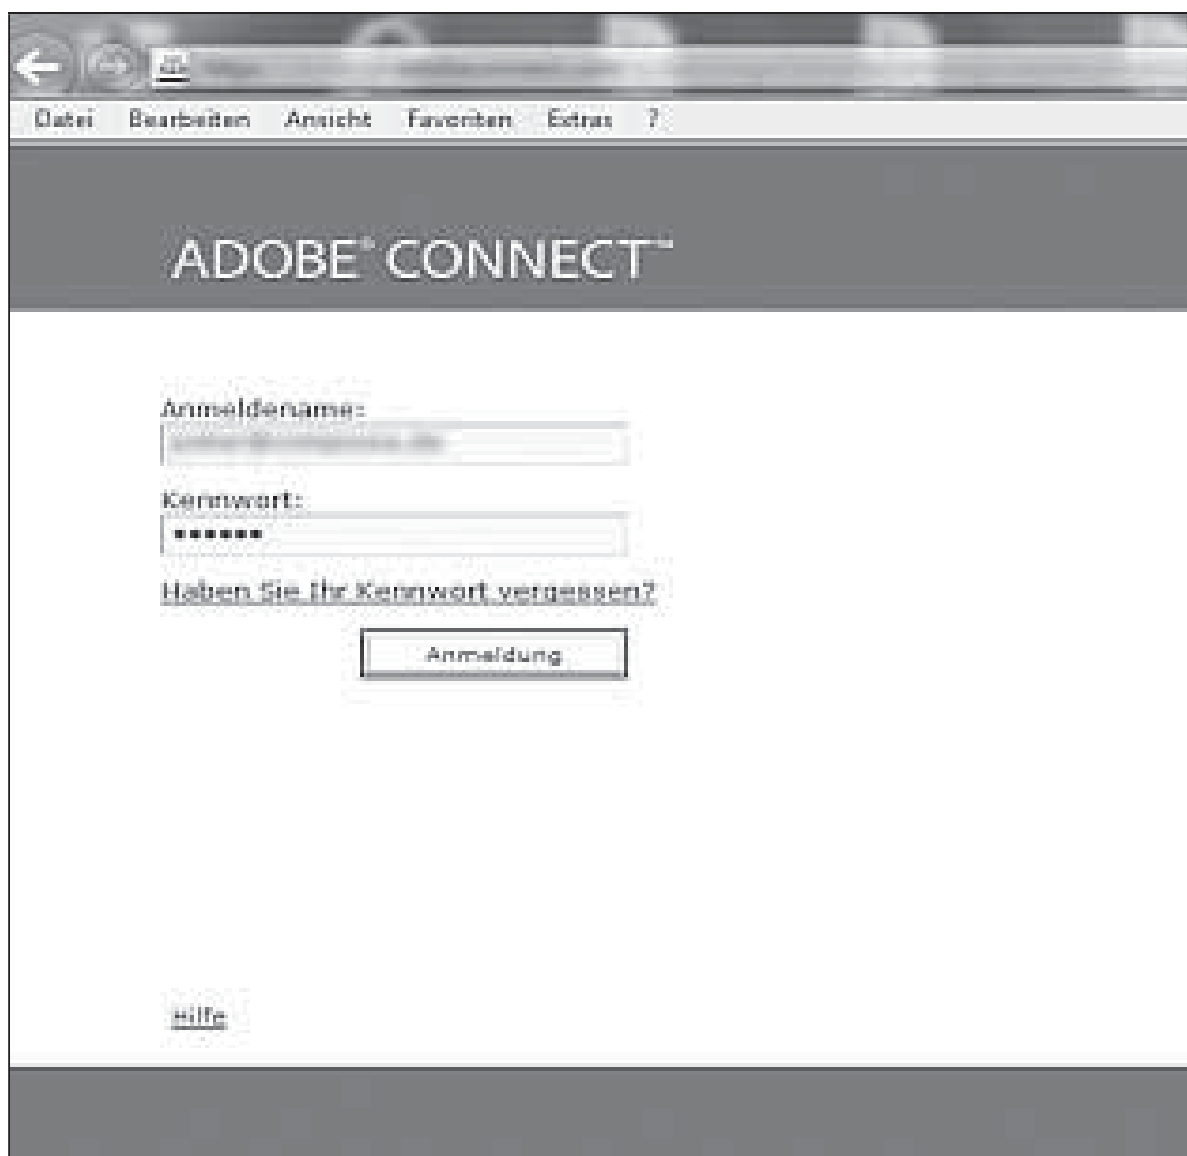 Datei Bearbeiten Ansicht Favoriten Extras ?
ADOBE® CONNECT™
Anmeldename:
Kennwort:
••••••
Haben Sie Ihr Kennwort vergessen?
Anmeldung
Hilfe